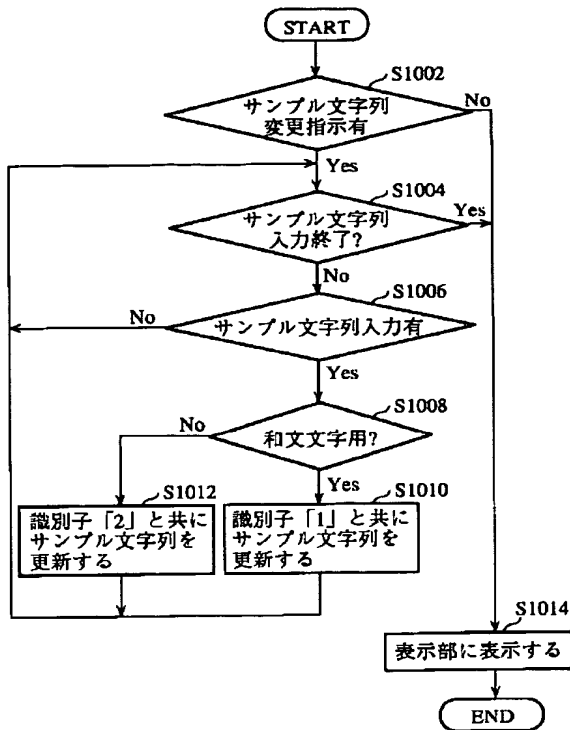 START
S1002
サンプル文字列
変更指示有
No
Yes
S1004
サンプル文字列
入力終了?
Yes
No
S1006
サンプル文字列入力有
No
Yes
S1008
和文文字用?
No
Yes
S1012
識別子「2」と共に
サンプル文字列を
更新する
S1010
識別子「1」と共に
サンプル文字列を
更新する
S1014
表示部に表示する
END